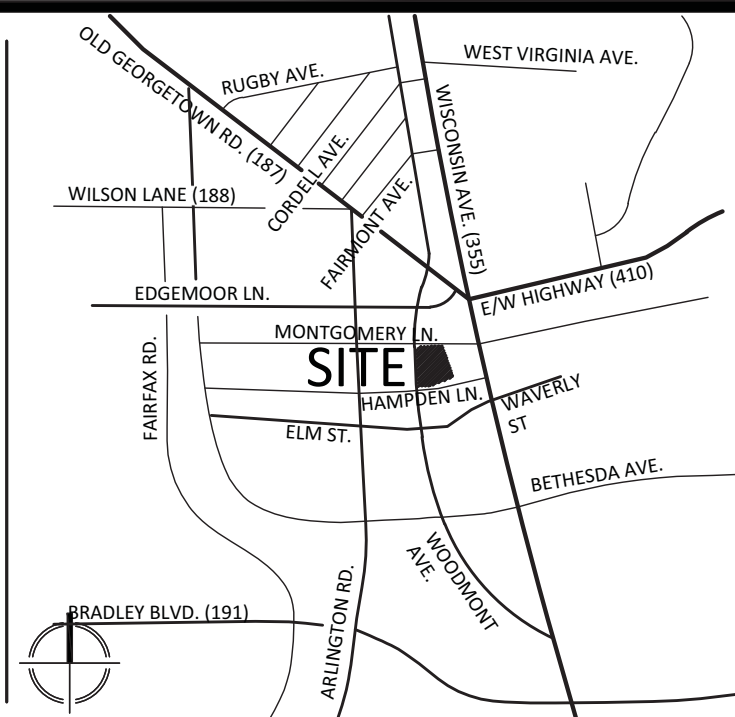 OLD GEORGETOWN RD. (187)
RUGBY AVE.
WEST VIRGINIA AVE.
WISCONSIN AVE. (355)
CORDELL AVE.
WILSON LANE (188)
FAIRMONT AVE.
EDGEMOOR LN.
E/W HIGHWAY (410)
MONTGOMERY LN.
SITE
FAIRFAX RD.
HAMPDEN LN.
WAVERLY
ST
ELM ST.
BETHESDA AVE.
WOODMONT
AVE.
ARLINGTON RD.
BRADLEY BLVD. (191)